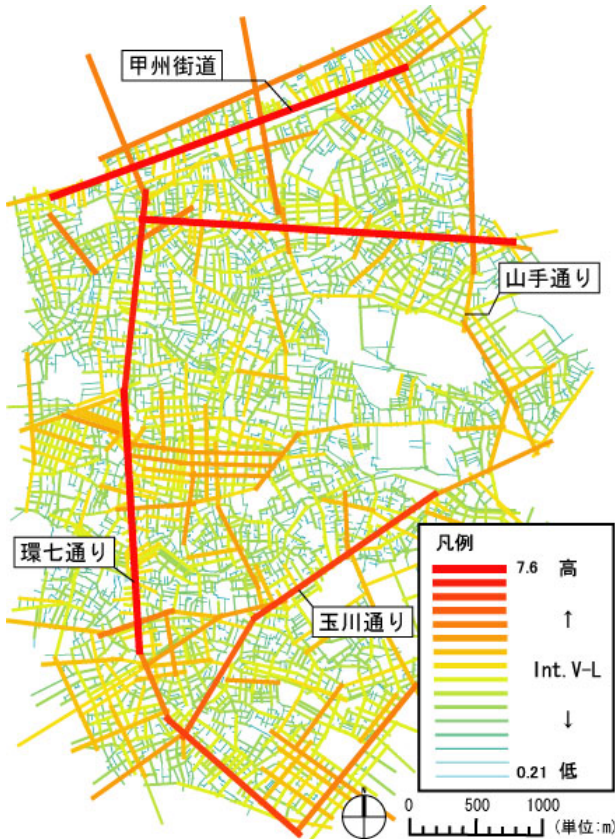 甲州街道
山手通り
環七通り
玉川通り
凡例
7.6 高
↑
Int. V-L
↓
0.21 低
0 500 1000
(単位:m)